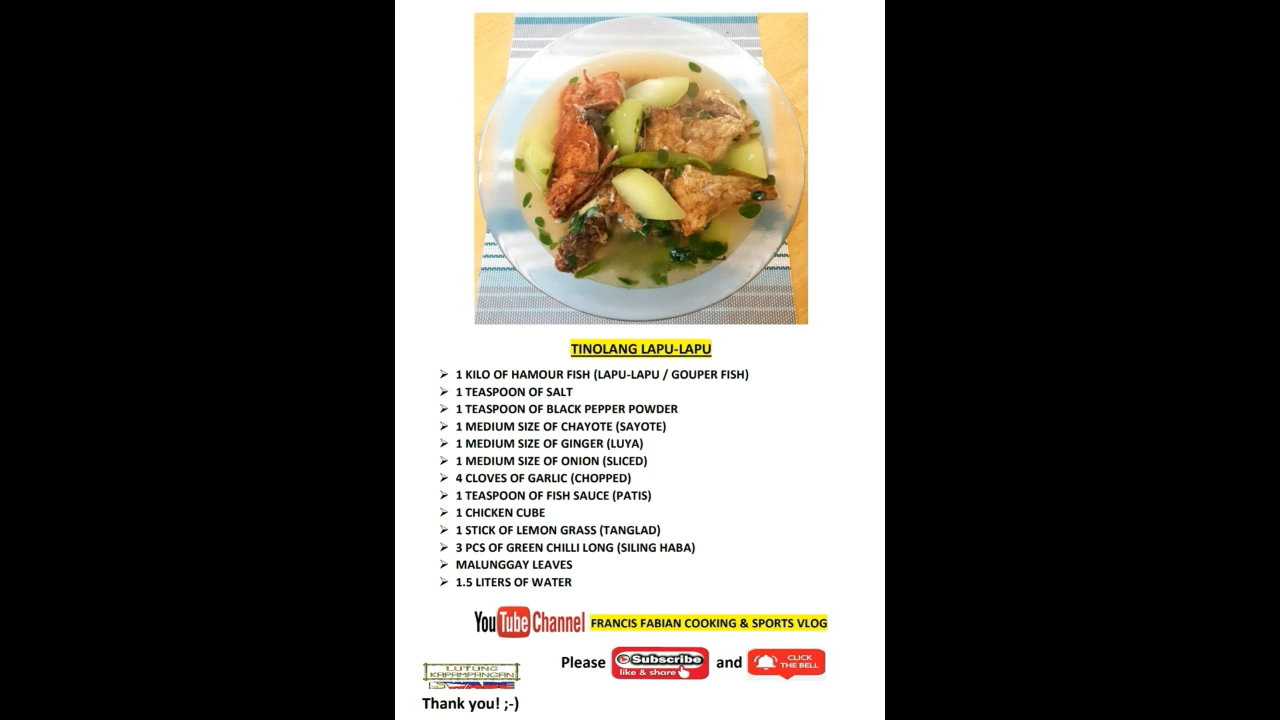 TINOLANG LAPU-LAPU
➢ 1 KILO OF HAMOUR FISH (LAPU-LAPU / GOUPER FISH)
➢ 1 TEASPOON OF SALT
➢ 1 TEASPOON OF BLACK PEPPER POWDER
➢ 1 MEDIUM SIZE OF CHAYOTE (SAYOTE)
➢ 1 MEDIUM SIZE OF GINGER (LUYA)
➢ 1 MEDIUM SIZE OF ONION (SLICED)
➢ 4 CLOVES OF GARLIC (CHOPPED)
➢ 1 TEASPOON OF FISH SAUCE (PATIS)
➢ 1 CHICKEN CUBE
➢ 1 STICK OF LEMON GRASS (TANGLAD)
➢ 3 PCS OF GREEN CHILLI LONG (SILING HABA)
➢ MALUNGGAY LEAVES
➢ 1.5 LITERS OF WATER
YouTube Channel FRANCIS FABIAN COOKING & SPORTS VLOG
Please Subscribe and CLICK
like & share THE BELL
LUTUNG
KAPAMPANGAN
SWABE
Thank you! ;-)